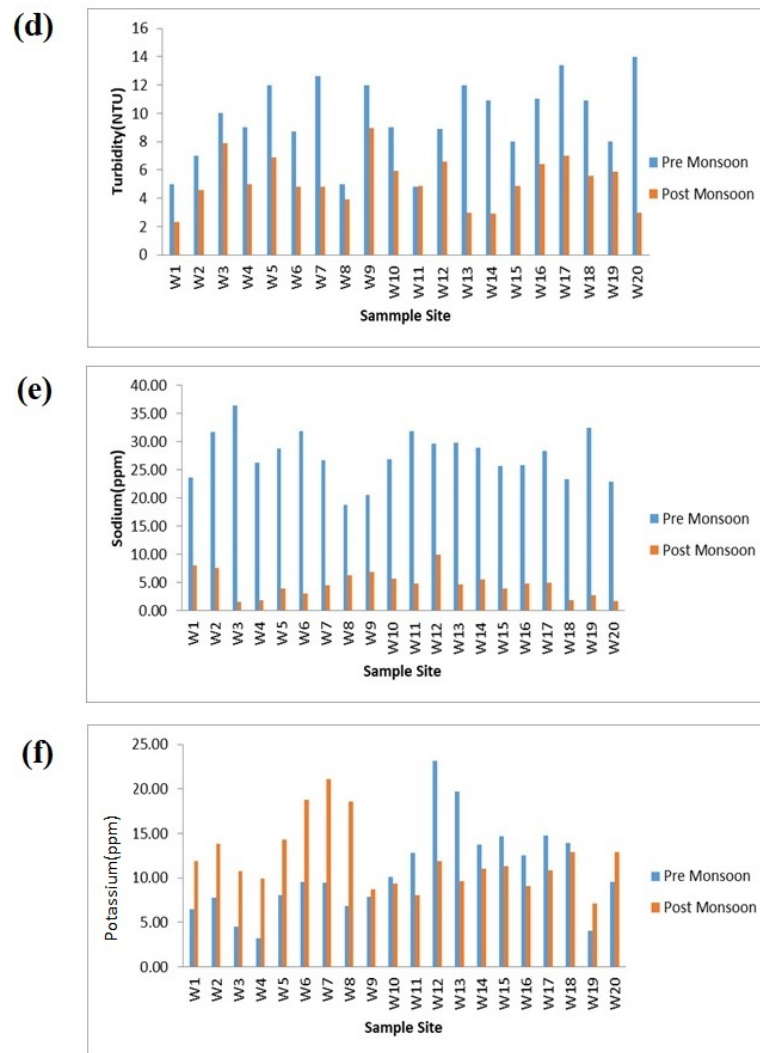 (d)
16
14
12
10
8
6
4
2
0
Turbidity(NTU)
W1 W2 W3 W4 W5 W6 W7 W8 W9 W10 W11 W12 W13 W14 W15 W16 W17 W18 W19 W20
Sammple Site
Pre Monsoon
Post Monsoon
(e)
40.00
35.00
30.00
25.00
20.00
15.00
10.00
5.00
0.00
Sodium(ppm)
W1 W2 W3 W4 W5 W6 W7 W8 W9 W10 W11 W12 W13 W14 W15 W16 W17 W18 W19 W20
Sample Site
Pre Monsoon
Post Monsoon
(f)
25.00
20.00
15.00
10.00
5.00
0.00
Potassium(ppm)
W1 W2 W3 W4 W5 W6 W7 W8 W9 W10 W11 W12 W13 W14 W15 W16 W17 W18 W19 W20
Sample Site
Pre Monsoon
Post Monsoon